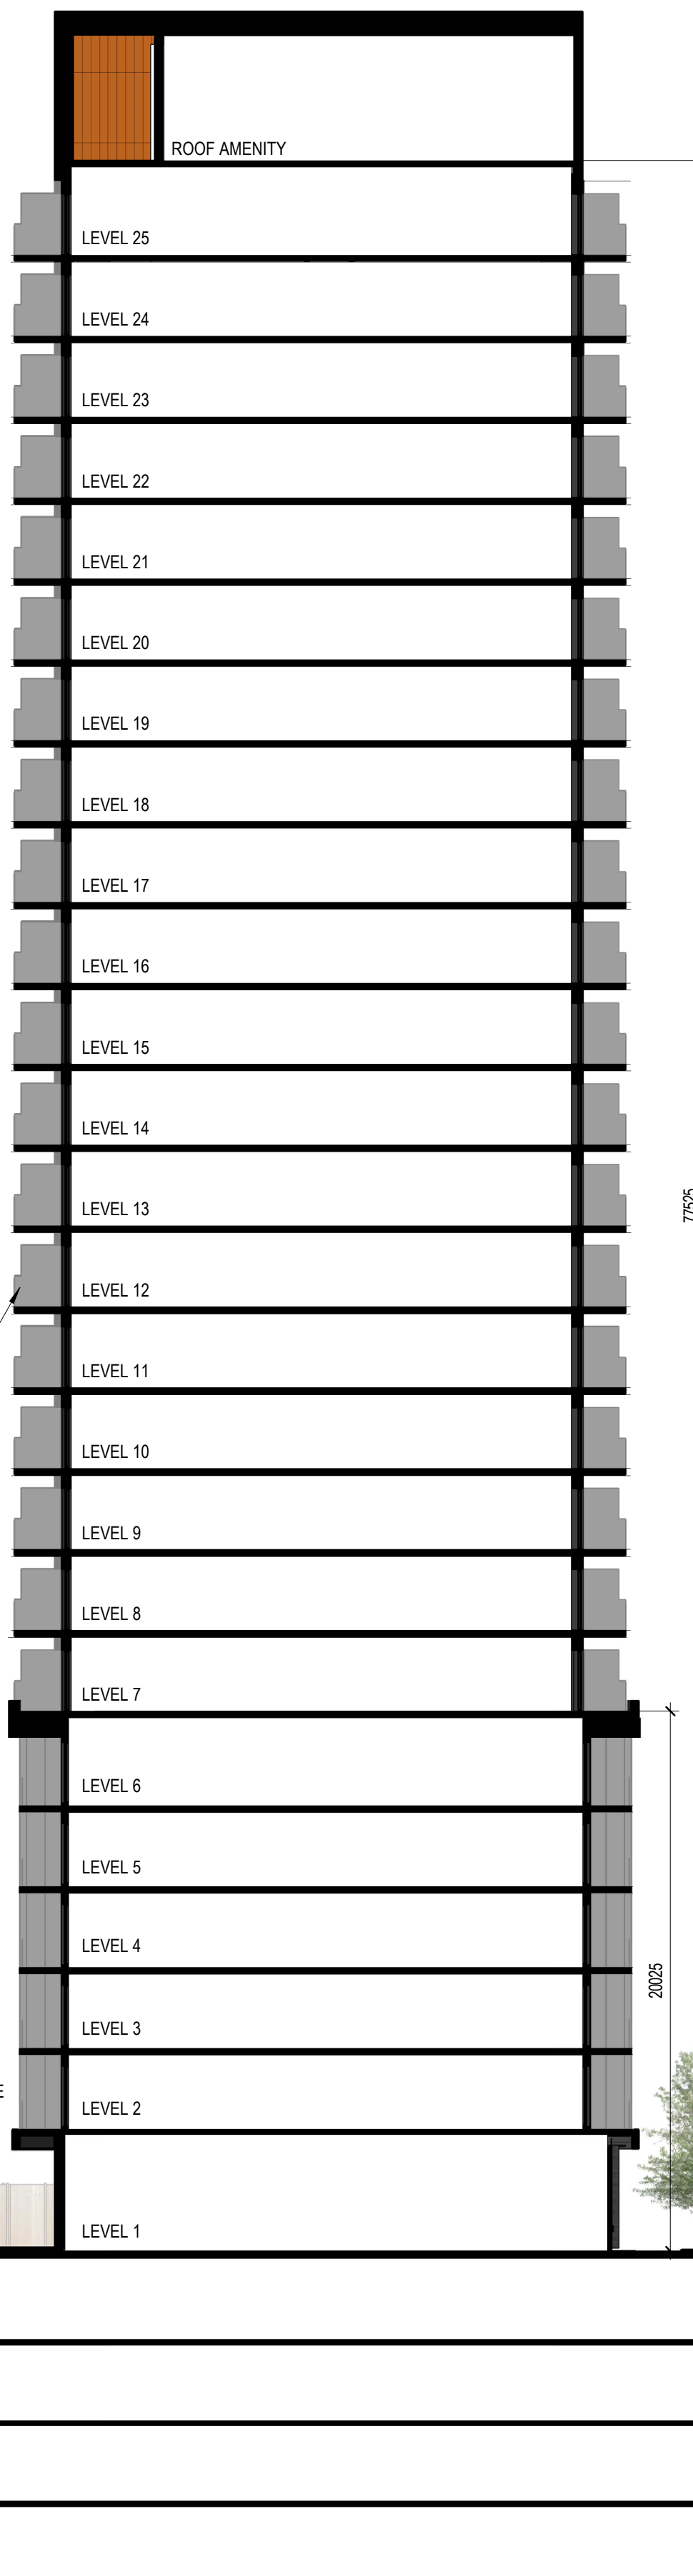 ROOF AMENITY
LEVEL 25
LEVEL 24
LEVEL 23
LEVEL 22
LEVEL 21
LEVEL 20
LEVEL 19
LEVEL 18
LEVEL 17
LEVEL 16
LEVEL 15
LEVEL 14
LEVEL 13
77525
LEVEL 12
LEVEL 11
LEVEL 10
LEVEL 9
LEVEL 8
LEVEL 7
LEVEL 6
LEVEL 5
LEVEL 4
20025
LEVEL 3
E
LEVEL 2
LEVEL 1